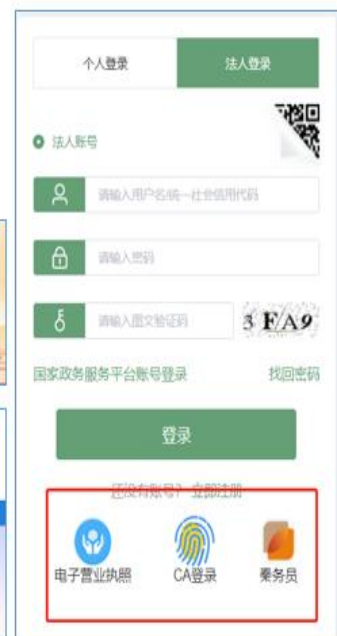 个人登录
法人登录
法人账号
请输入用户名/统一社会信用代码
请输入密码
请输入图文验证码
3 F/A9
国家政务服务平台账号登录
找回密码
登录
还没有账号? 立即注册
电子营业执照
CA登录
秦务员